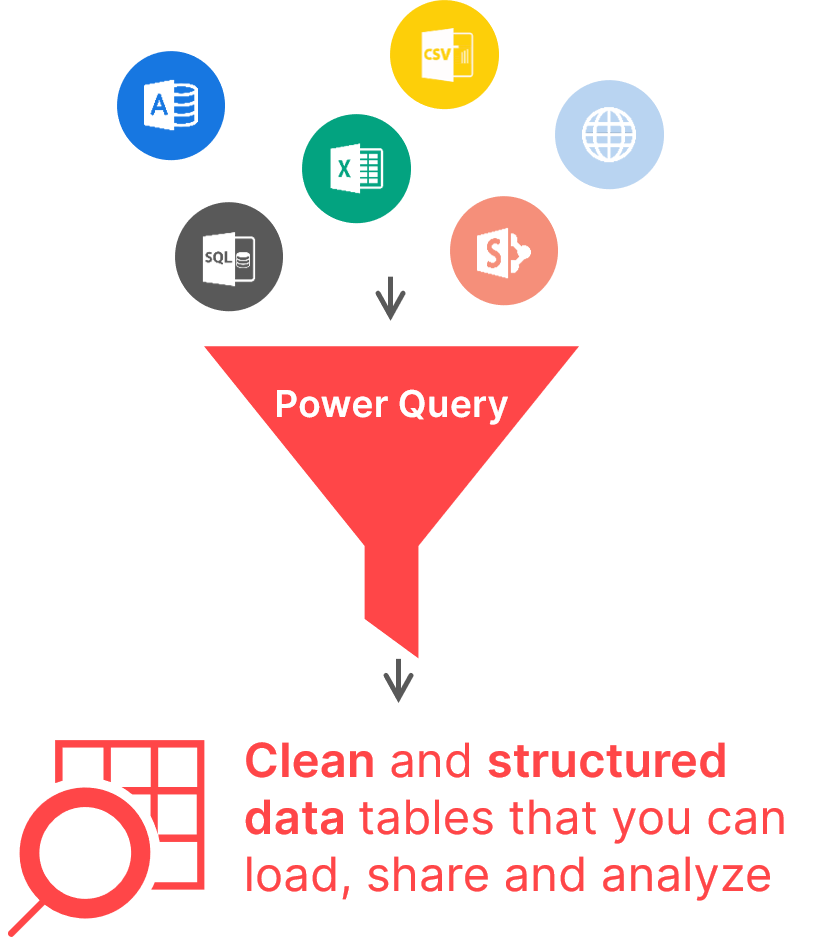 CSV
A
X
SQL
S
Power Query
Clean and structured
data tables that you can
load, share and analyze